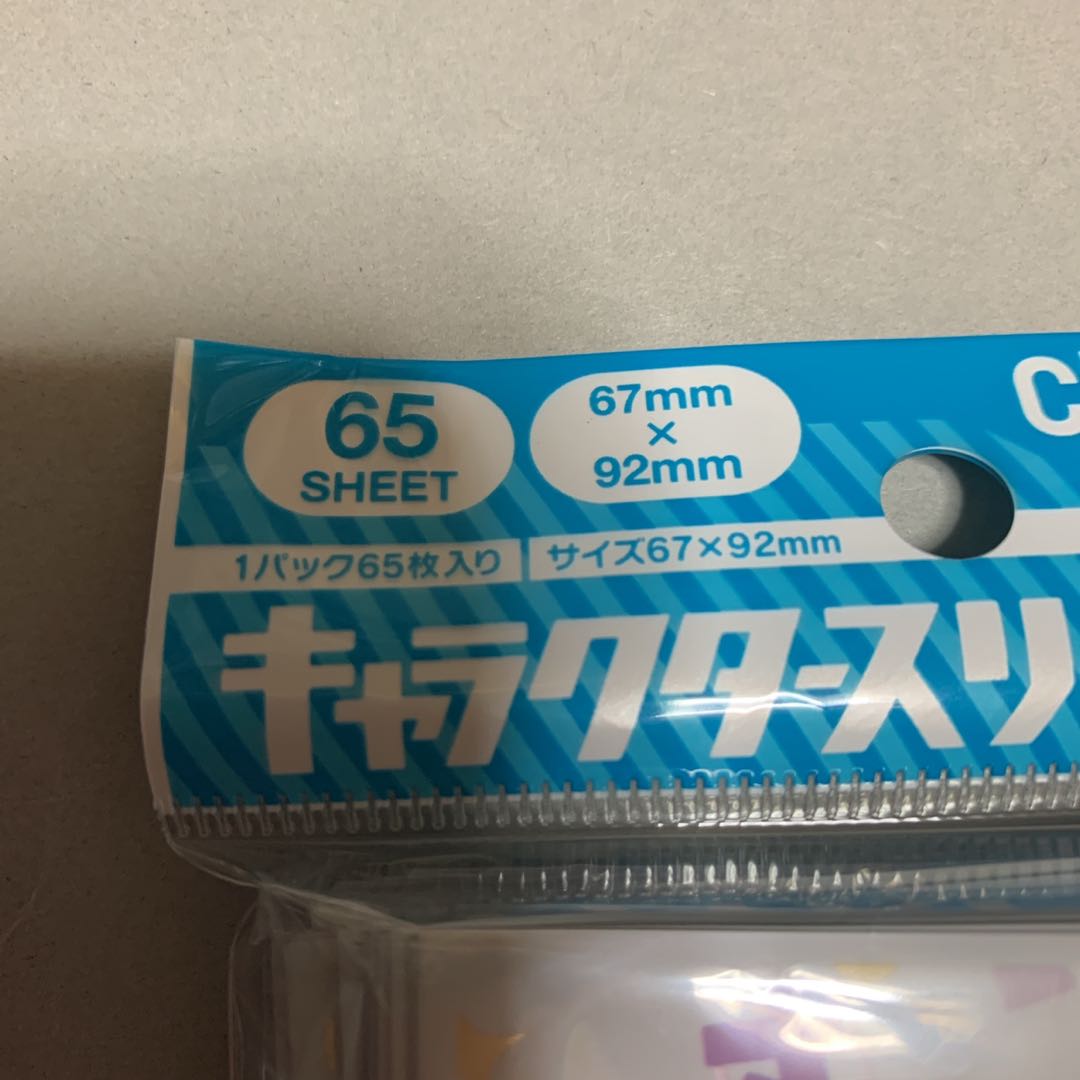 65
SHEET
67mm
×
92mm
1パック65枚入り
サイズ67×92mm
キャラクタースリ